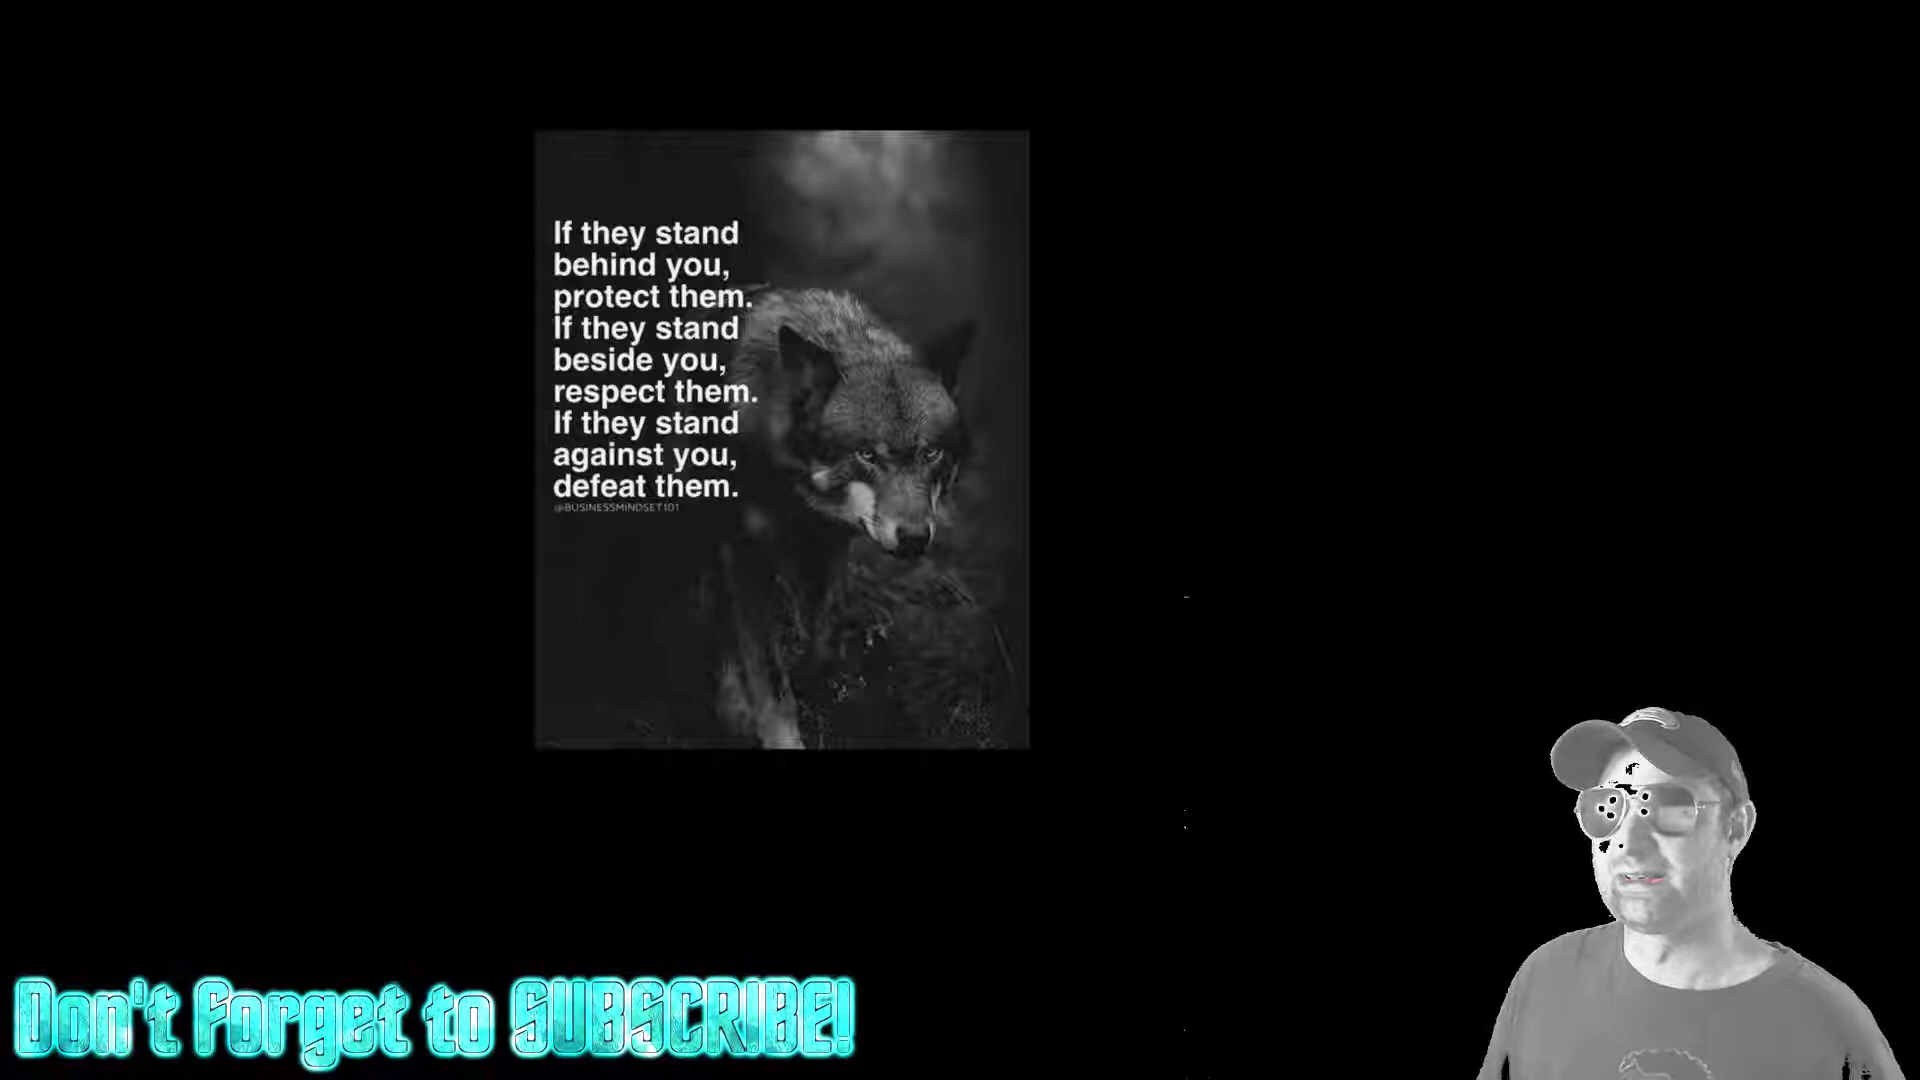 If they stand
behind you,
protect them.
If they stand
beside you,
respect them.
If they stand
against you,
defeat them.
@BUSINESSMINDSET101
Don't forget to SUBSCRIBE!